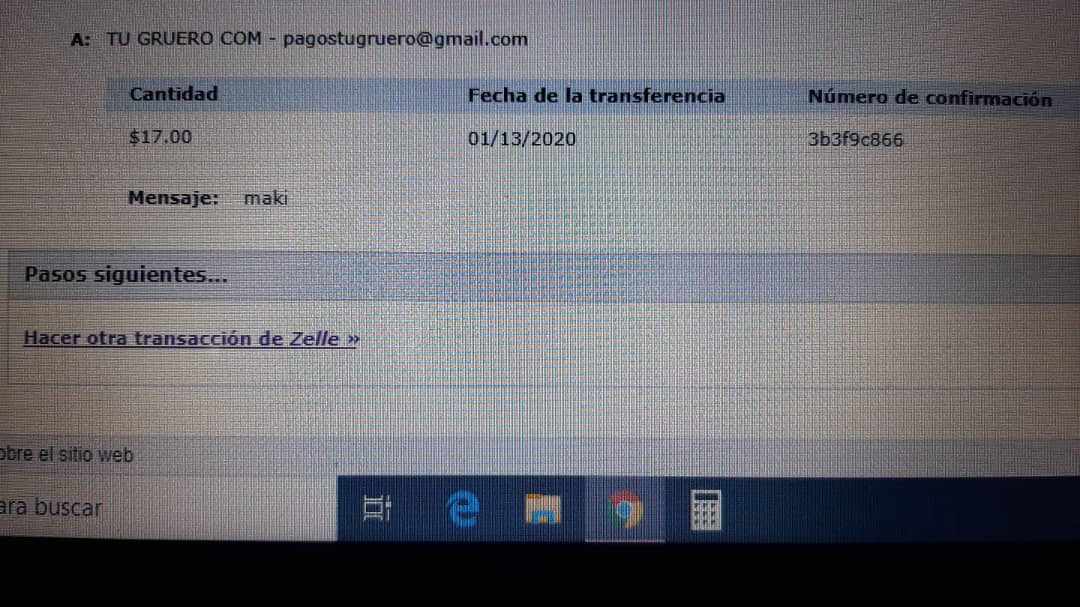 A: TU GRUERO COM - pagostugruero@gmail.com
Cantidad Fecha de la transferencia Número de confirmación
$17.00 01/13/2020 3b3f9c866
Mensaje: maki
Pasos siguientes...
Hacer otra transacción de Zelle »
obre el sitio web
ara buscar